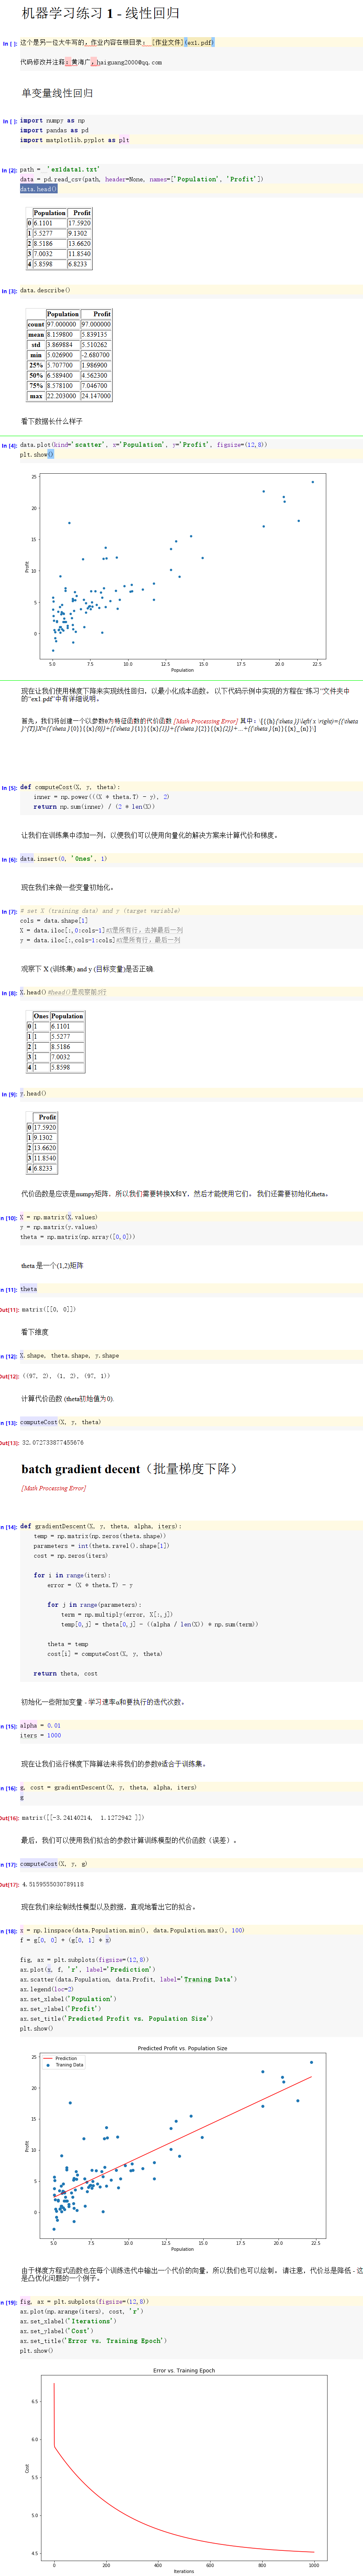 机器学习练习 1 - 线性回归
In [ ]: 这个是另一位大牛写的,作业内容在根目录: [作业文件](ex1.pdf)
代码修改并注释:黄海广,haiguang2000@qq.com
单变量线性回归
In [ ]: import numpy as np
import pandas as pd
import matplotlib.pyplot as plt
In [2]: path = 'ex1data1.txt'
data = pd.read_csv(path, header=None, names=['Population', 'Profit'])
data.head()
Population Profit
0 6.1101 17.5920
1 5.5277 9.1302
2 8.5186 13.6620
3 7.0032 11.8540
4 5.8598 6.8233
In [3]: data.describe()
Population Profit
count 97.000000 97.000000
mean 8.159800 5.839135
std 3.869884 5.510262
min 5.026900 -2.680700
25% 5.707700 1.986900
50% 6.589400 4.562300
75% 8.578100 7.046700
max 22.203000 24.147000
看下数据长什么样子
In [4]: data.plot(kind='scatter', x='Population', y='Profit', figsize=(12,8))
plt.show()
25
20
15
10
5
0
Profit
5.0 7.5 10.0 12.5 15.0 17.5 20.0 22.5
Population
现在让我们使用梯度下降来实现线性回归,以最小化成本函数。 以下代码示例中实现的方程在“练习”文件夹中
的“ex1.pdf”中有详细说明。
首先,我们将创建一个以参数θ为特征函数的代价函数 [Math Processing Error] 其中:\[{{h}_{\theta }}\left( x \right)={{\theta
}^{T}}X={{\theta }_{0}}{{x}_{0}}+{{\theta }_{1}}{{x}_{1}}+{{\theta }_{2}}{{x}_{2}}+...+{{\theta }_{n}}{{x}_{n}}\]
In [5]: def computeCost(X, y, theta):
inner = np.power(((X * theta.T) - y), 2)
return np.sum(inner) / (2 * len(X))
让我们在训练集中添加一列,以便我们可以使用向量化的解决方案来计算代价和梯度。
In [6]: data.insert(0, 'Ones', 1)
现在我们来做一些变量初始化。
In [7]: # set X (training data) and y (target variable)
cols = data.shape[1]
X = data.iloc[:,0:cols-1]#X是所有行,去掉最后一列
y = data.iloc[:,cols-1:cols]#X是所有行,最后一列
观察下 X (训练集) and y (目标变量)是否正确.
In [8]: X.head()#head()是观察前5行
Ones Population
0 1 6.1101
1 1 5.5277
2 1 8.5186
3 1 7.0032
4 1 5.8598
In [9]: y.head()
Profit
0 17.5920
1 9.1302
2 13.6620
3 11.8540
4 6.8233
代价函数是应该是numpy矩阵,所以我们需要转换X和Y,然后才能使用它们。 我们还需要初始化theta。
n [10]: X = np.matrix(X.values)
y = np.matrix(y.values)
theta = np.matrix(np.array([0,0]))
theta 是一个(1,2)矩阵
n [11]: theta
Out[11]: matrix([[0, 0]])
看下维度
n [12]: X.shape, theta.shape, y.shape
Out[12]: ((97, 2), (1, 2), (97, 1))
计算代价函数 (theta初始值为0).
n [13]: computeCost(X, y, theta)
Out[13]: 32.072733877455676
batch gradient decent(批量梯度下降)
[Math Processing Error]
n [14]: def gradientDescent(X, y, theta, alpha, iters):
temp = np.matrix(np.zeros(theta.shape))
parameters = int(theta.ravel().shape[1])
cost = np.zeros(iters)
for i in range(iters):
error = (X * theta.T) - y
for j in range(parameters):
term = np.multiply(error, X[:,j])
temp[0,j] = theta[0,j] - ((alpha / len(X)) * np.sum(term))
theta = temp
cost[i] = computeCost(X, y, theta)
return theta, cost
初始化一些附加变量 - 学习速率α和要执行的迭代次数。
n [15]: alpha = 0.01
iters = 1000
现在让我们运行梯度下降算法来将我们的参数θ适合于训练集。
n [16]: g, cost = gradientDescent(X, y, theta, alpha, iters)
g
Out[16]: matrix([[-3.24140214, 1.1272942 ]])
最后,我们可以使用我们拟合的参数计算训练模型的代价函数(误差)。
n [17]: computeCost(X, y, g)
Out[17]: 4.5159555030789118
现在我们来绘制线性模型以及数据,直观地看出它的拟合。
n [18]: x = np.linspace(data.Population.min(), data.Population.max(), 100)
f = g[0, 0] + (g[0, 1] * x)
fig, ax = plt.subplots(figsize=(12,8))
ax.plot(x, f, 'r', label='Prediction')
ax.scatter(data.Population, data.Profit, label='Traning Data')
ax.legend(loc=2)
ax.set_xlabel('Population')
ax.set_ylabel('Profit')
ax.set_title('Predicted Profit vs. Population Size')
plt.show()
Predicted Profit vs. Population Size
Prediction
Traning Data
25
20
15
10
5
0
Profit
5.0 7.5 10.0 12.5 15.0 17.5 20.0 22.5
Population
由于梯度方程式函数也在每个训练迭代中输出一个代价的向量,所以我们也可以绘制。 请注意,代价总是降低 - 这
是凸优化问题的一个例子。
n [19]: fig, ax = plt.subplots(figsize=(12,8))
ax.plot(np.arange(iters), cost, 'r')
ax.set_xlabel('Iterations')
ax.set_ylabel('Cost')
ax.set_title('Error vs. Training Epoch')
plt.show()
Error vs. Training Epoch
6.5
6.0
5.5
5.0
4.5
Cost
0 200 400 600 800 1000
Iterations